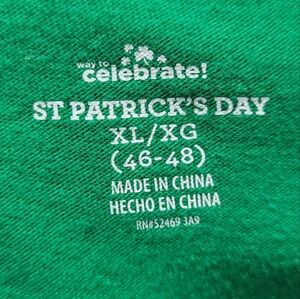 way to
celebrate!
ST PATRICK'S DAY
XL/XG
(46-48)
MADE IN CHINA
HECHO EN CHINA
RN#52469 3A9